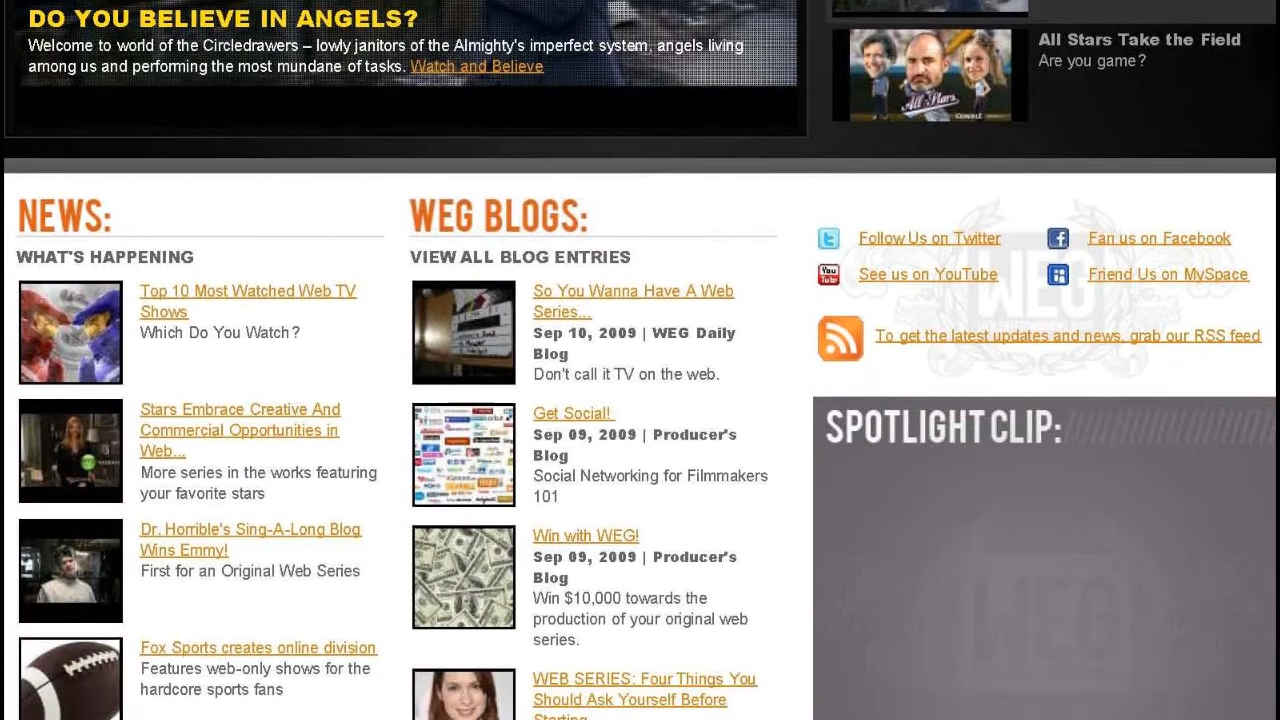 DO YOU BELIEVE IN ANGELS?
Welcome to world of the Circledrawers – lowly janitors of the Almighty's imperfect system, angels living
among us and performing the most mundane of tasks. Watch and Believe
All Stars Take the Field
Are you game?
All-Stars
CRACKLE
NEWS:
WHAT'S HAPPENING
Top 10 Most Watched Web TV
Shows
Which Do You Watch?
Stars Embrace Creative And
Commercial Opportunities in
Web...
More series in the works featuring
your favorite stars
Dr. Horrible's Sing-A-Long Blog
Wins Emmy!
First for an Original Web Series
Fox Sports creates online division
Features web-only shows for the
hardcore sports fans
WEG BLOGS:
VIEW ALL BLOG ENTRIES
So You Wanna Have A Web
Series...
Sep 10, 2009 | WEG Daily
Blog
Don't call it TV on the web.
Get Social!
Sep 09, 2009 | Producer's
Blog
Social Networking for Filmmakers
101
Win with WEG!
Sep 09, 2009 | Producer's
Blog
Win $10,000 towards the
production of your original web
series.
WEB SERIES: Four Things You
Should Ask Yourself Before
Starting...
Follow Us on Twitter
Fan us on Facebook
You Tube
See us on YouTube
Friend Us on MySpace
WEG
To get the latest updates and news, grab our RSS feed
SPOTLIGHT CLIP:
WEG